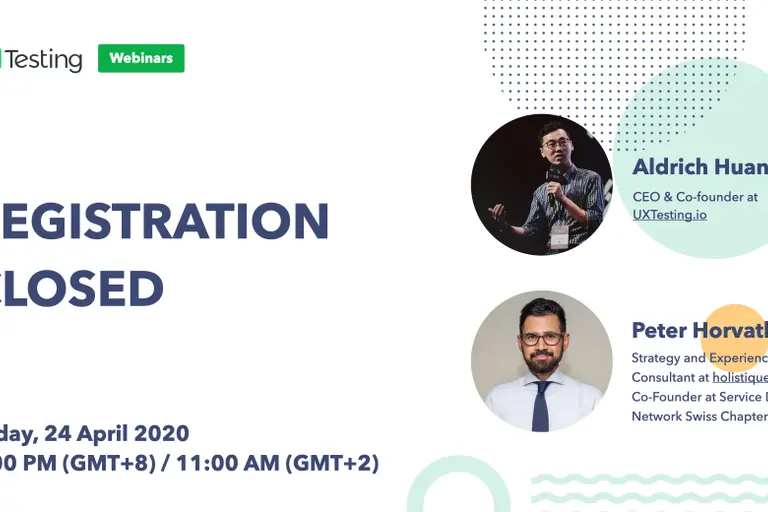 Testing
Webinars
EGISTRATION
CLOSED
day, 24 April 2020
00 PM (GMT+8) / 11:00 AM (GMT+2)
Aldrich Huan
CEO & Co-founder at
UXTesting.io
Peter Horvath
Strategy and Experienc
Consultant at holistique
Co-Founder at Service D
Network Swiss Chapter